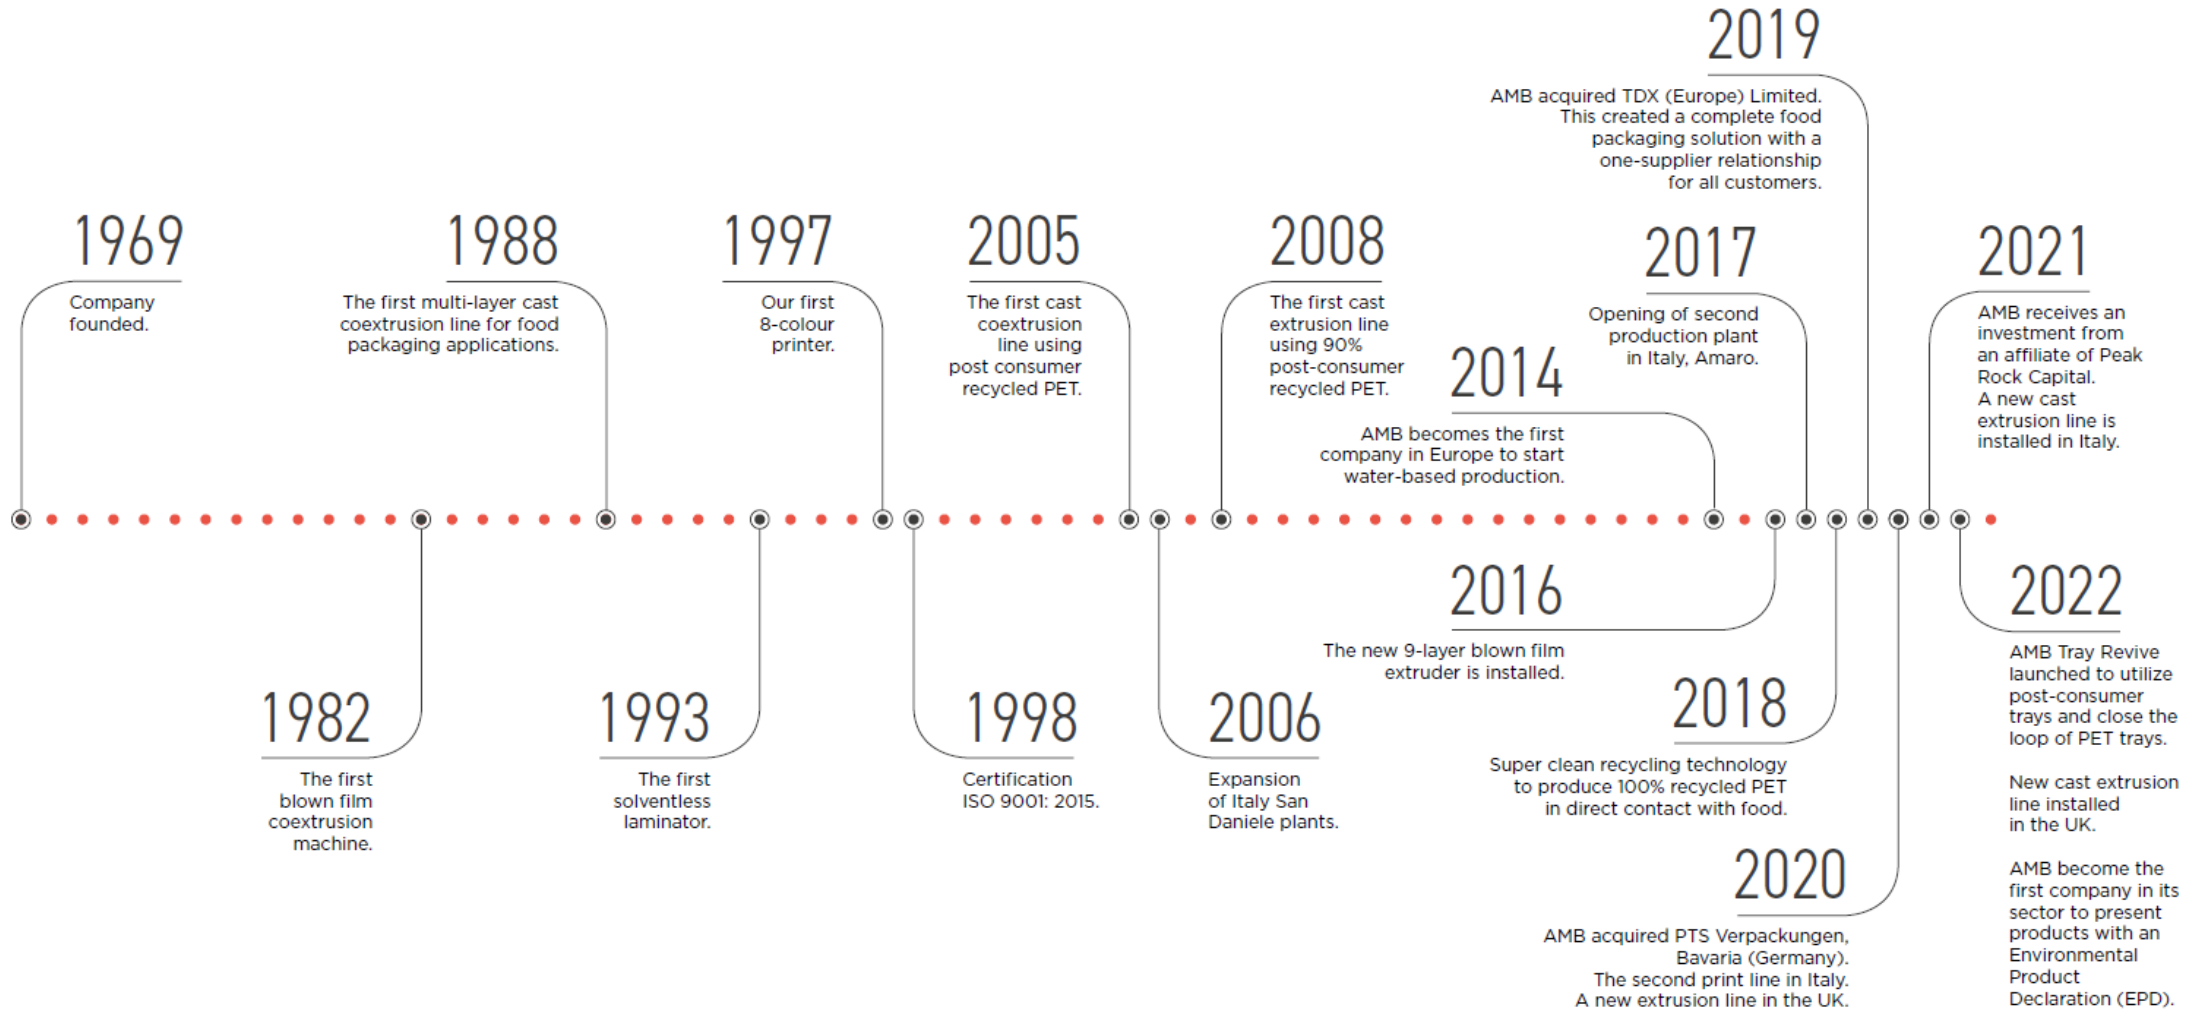 1969
Company
founded.
1982
The first
blown film
coextrusion
machine.
1988
The first multi-layer cast
coextrusion line for food
packaging applications.
1993
The first
solventless
laminator.
1997
Our first
8-colour
printer.
1998
Certification
ISO 9001: 2015.
2005
The first cast
coextrusion
line using
post consumer
recycled PET.
2006
Expansion
of Italy San
Daniele plants.
2008
The first cast
extrusion line
using 90%
post-consumer
recycled PET.
2014
AMB becomes the first
company in Europe to start
water-based production.
2016
The new 9-layer blown film
extruder is installed.
2017
Opening of second
production plant
in Italy, Amaro.
2018
Super clean recycling technology
to produce 100% recycled PET
in direct contact with food.
2019
AMB acquired TDX (Europe) Limited.
This created a complete food
packaging solution with a
one-supplier relationship
for all customers.
2020
AMB acquired PTS Verpackungen,
Bavaria (Germany).
The second print line in Italy.
A new extrusion line in the UK.
2021
AMB receives an
investment from
an affiliate of Peak
Rock Capital.
A new cast
extrusion line is
installed in Italy.
2022
AMB Tray Revive
launched to utilize
post-consumer
trays and close the
loop of PET trays.
New cast extrusion
line installed
in the UK.
AMB become the
first company in its
sector to present
products with an
Environmental
Product
Declaration (EPD).